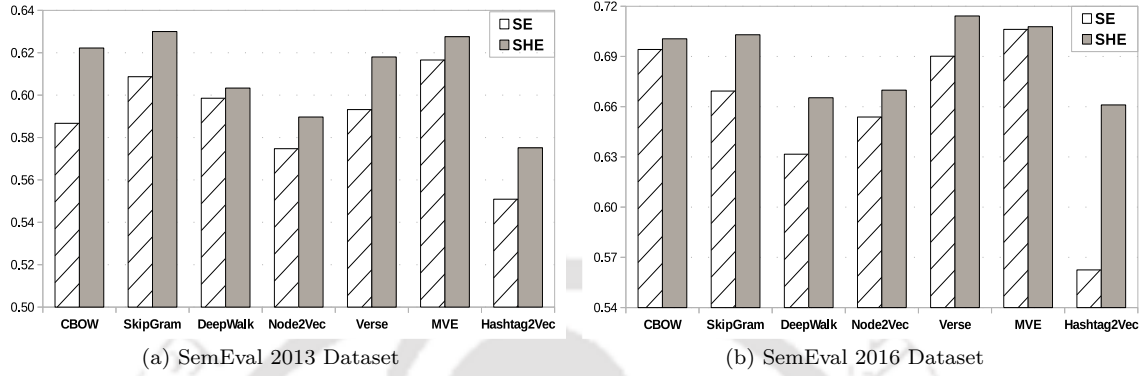 0.64
0.62
0.60
0.58
0.56
0.54
0.52
0.50
SE
SHE
CBOW SkipGram DeepWalk Node2Vec Verse MVE Hashtag2Vec
(a) SemEval 2013 Dataset
0.72
0.69
0.66
0.63
0.60
0.57
0.54
SE
SHE
CBOW SkipGram DeepWalk Node2Vec Verse MVE Hashtag2Vec
(b) SemEval 2016 Dataset